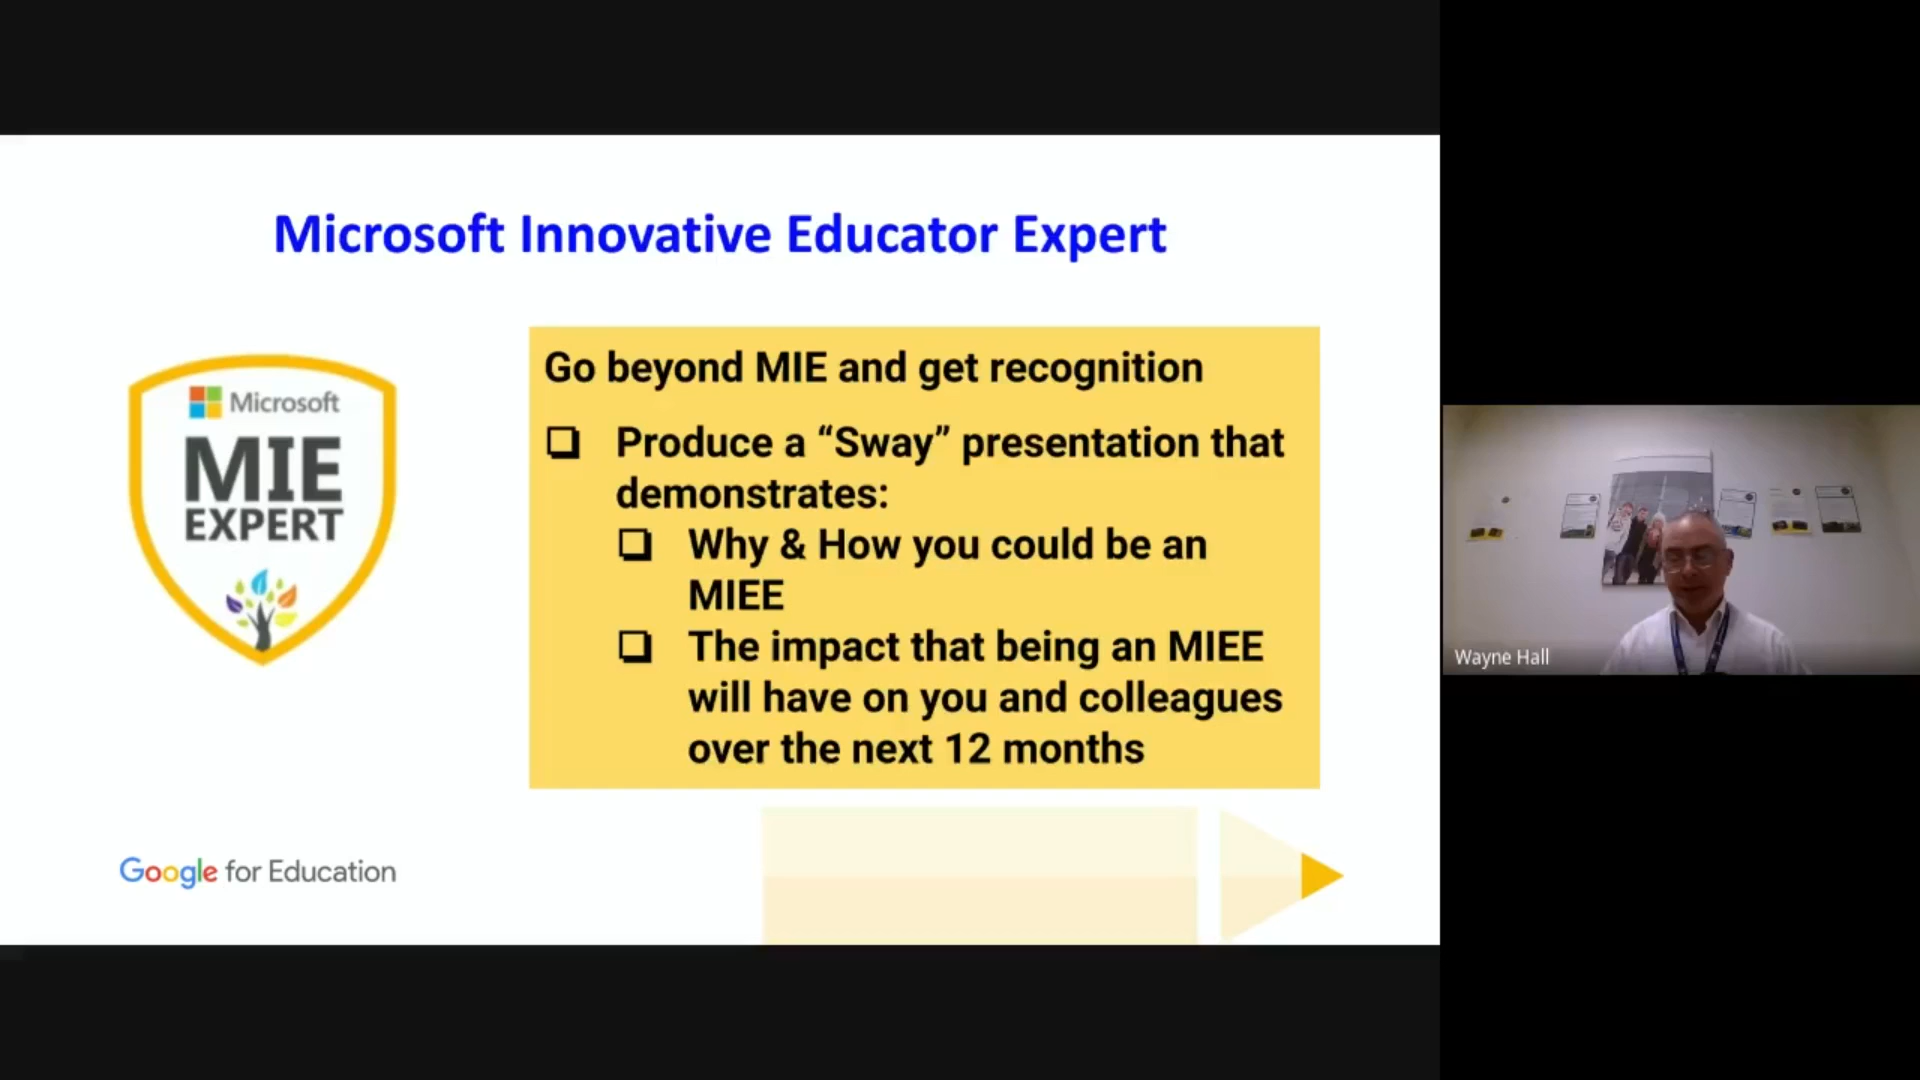 Microsoft Innovative Educator Expert
Microsoft
MIE
EXPERT
Go beyond MIE and get recognition
❏ Produce a “Sway” presentation that
demonstrates:
❏ Why & How you could be an
MIEE
❏ The impact that being an MIEE
will have on you and colleagues
over the next 12 months
Google for Education
Wayne Hall